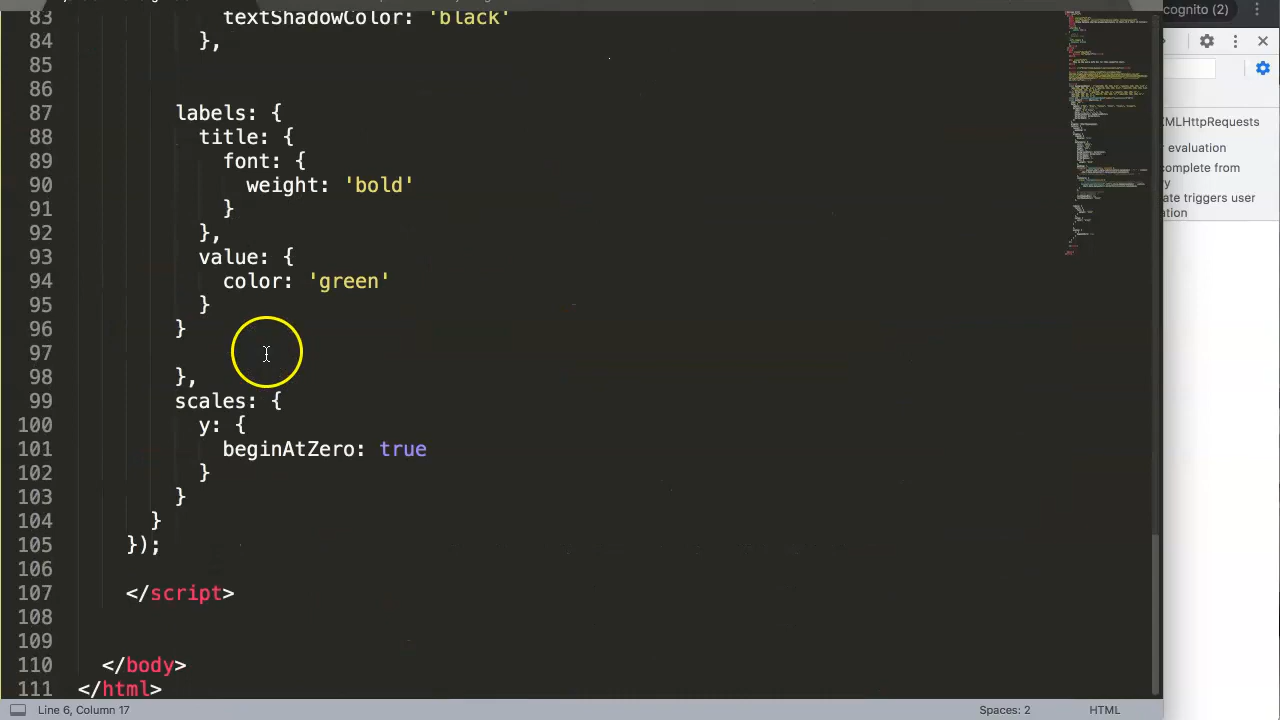 cognito (2)
83 textShadowColor: 'black'
84 },
85
86
87 labels: {
88 title: {
89 font: {
90 weight: 'bold'
91 }
92 },
93 value: {
94 color: 'green'
95 }
96 }
97
98 },
99 scales: {
100 y: {
101 beginAtZero: true
102 }
103 }
104 }
105 });
106
107 </script>
108
109
110 </body>
111 </html>
MLHttpRequests
er evaluation
complete from
ry
ate triggers user
ation
Line 6, Column 17
Spaces: 2
HTML